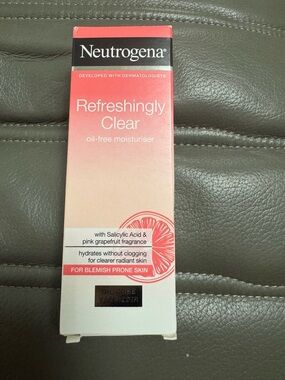 Neutrogena®
DEVELOPED WITH DERMATOLOGISTS
Refreshingly
Clear
oil-free moisturiser
with Salicylic Acid &
pink grapefruit fragrance
hydrates without clogging
for clearer radiant skin
FOR BLEMISH PRONE SKIN